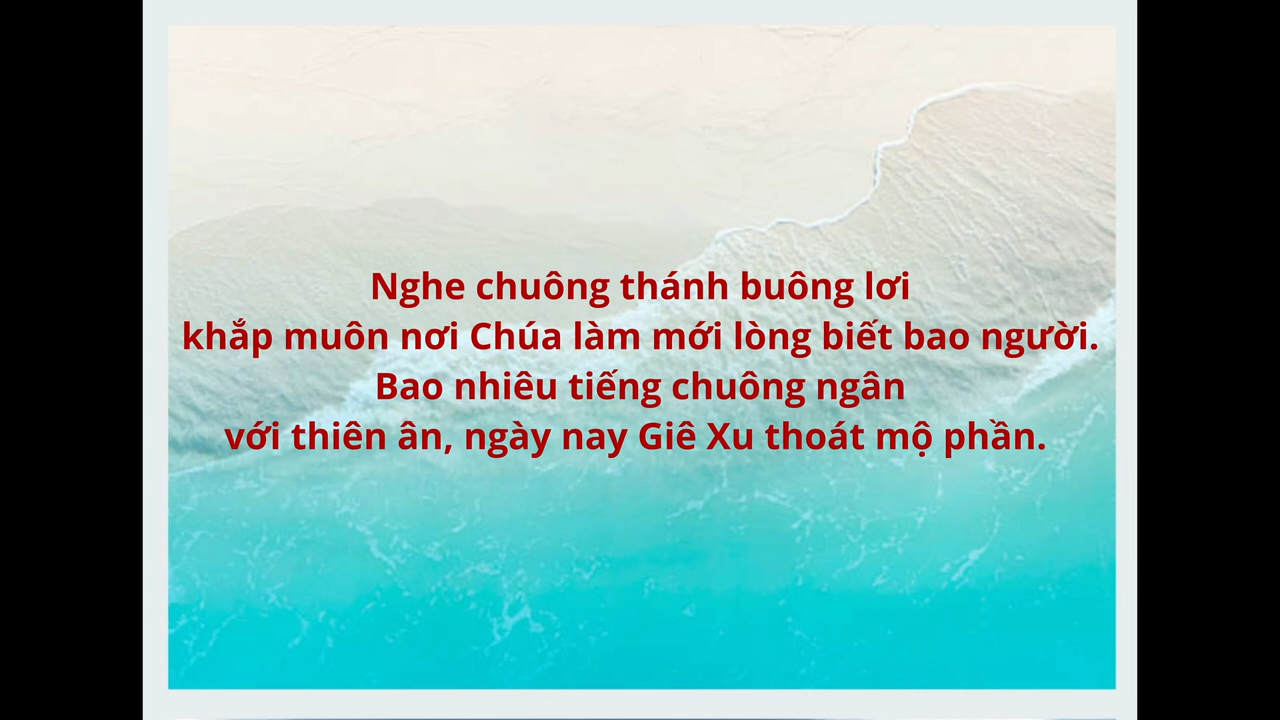 Nghe chuông thánh buông lơi
khắp muôn nơi Chúa làm mới lòng biết bao người.
Bao nhiêu tiếng chuông ngân
với thiên ân, ngày nay Giê Xu thoát mộ phần.